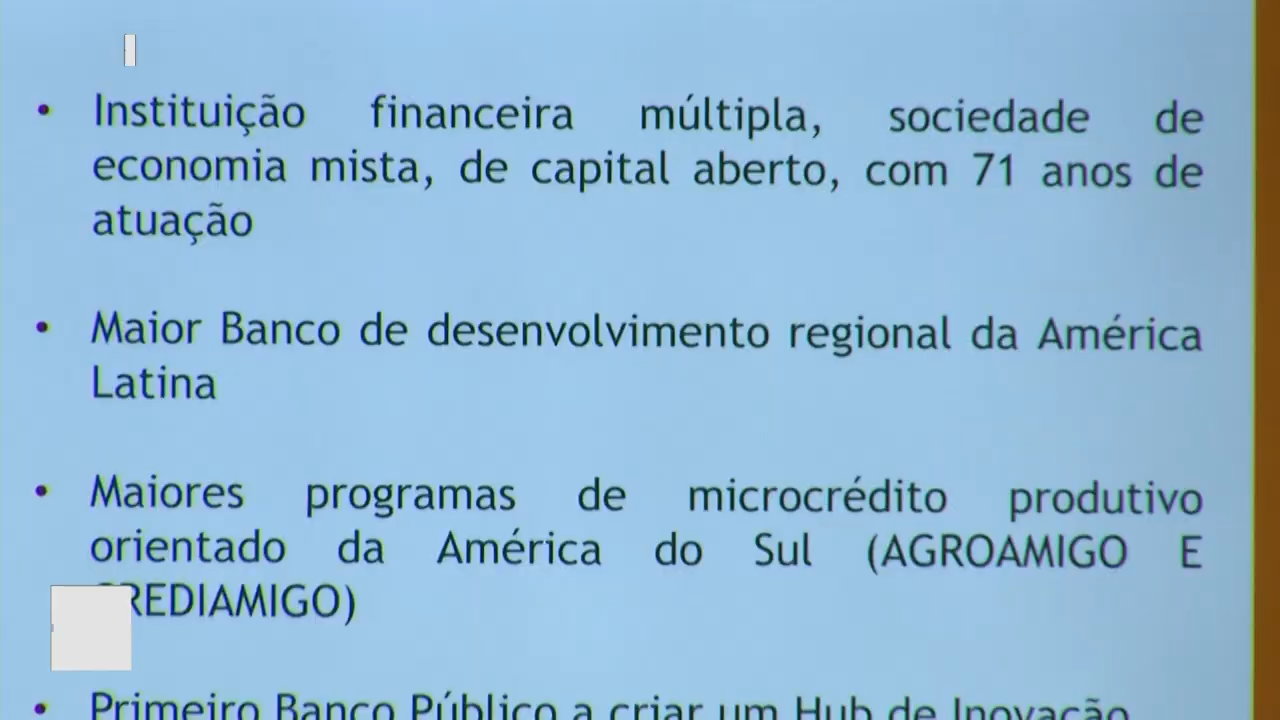 • Instituição financeira múltipla, sociedade de
economia mista, de capital aberto, com 71 anos de
atuação
• Maior Banco de desenvolvimento regional da América
Latina
• Maiores programas de microcrédito produtivo
orientado da América do Sul (AGROAMIGO E
CREDIAMIGO)
• Primeiro Banco Público a criar um Hub de Inovação